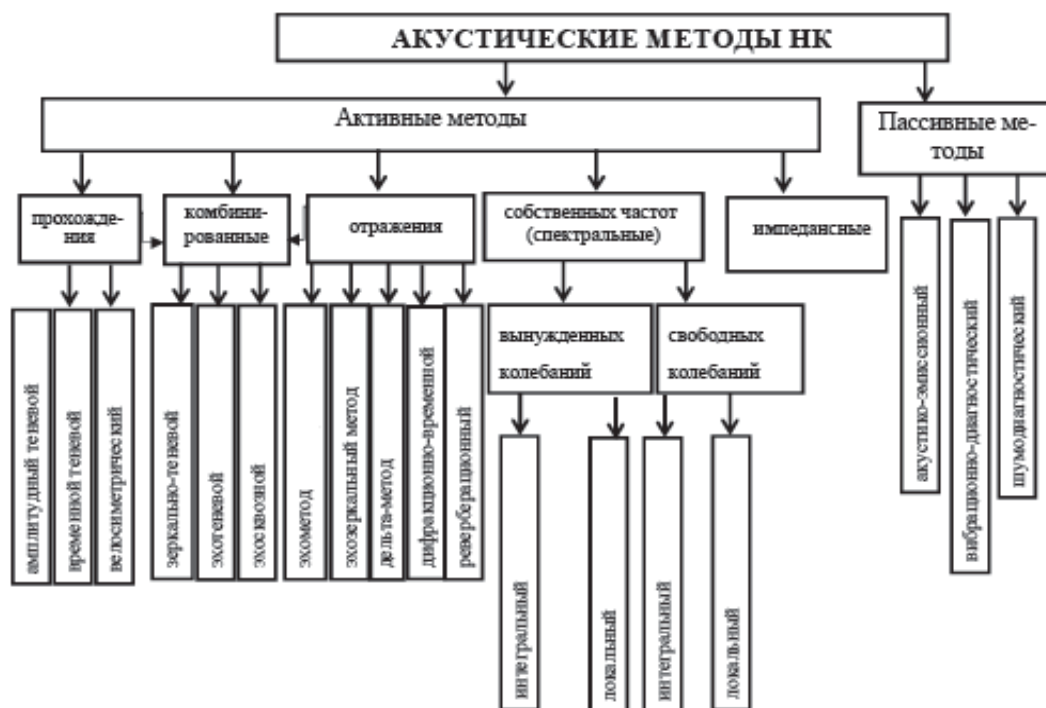 АКУСТИЧЕСКИЕ МЕТОДЫ НК
Активные методы
Пассивные ме-
тоды
прохожде-
ния
комбини-
рованные
отражения
собственных частот
(спектральные)
импедансные
амплитудный теневой
временной теневой
велосиметрический
зеркально-теневой
эхотеневой
эхосквозной
эхометод
эхозеркальный метод
дельта-метод
дифракционно-временной
реверберационный
вынужденных
колебаний
свободных
колебаний
интегральный
локальный
интегральный
локальный
акустико-эмиссионный
вибрационно-диагностический
шумодиагностический